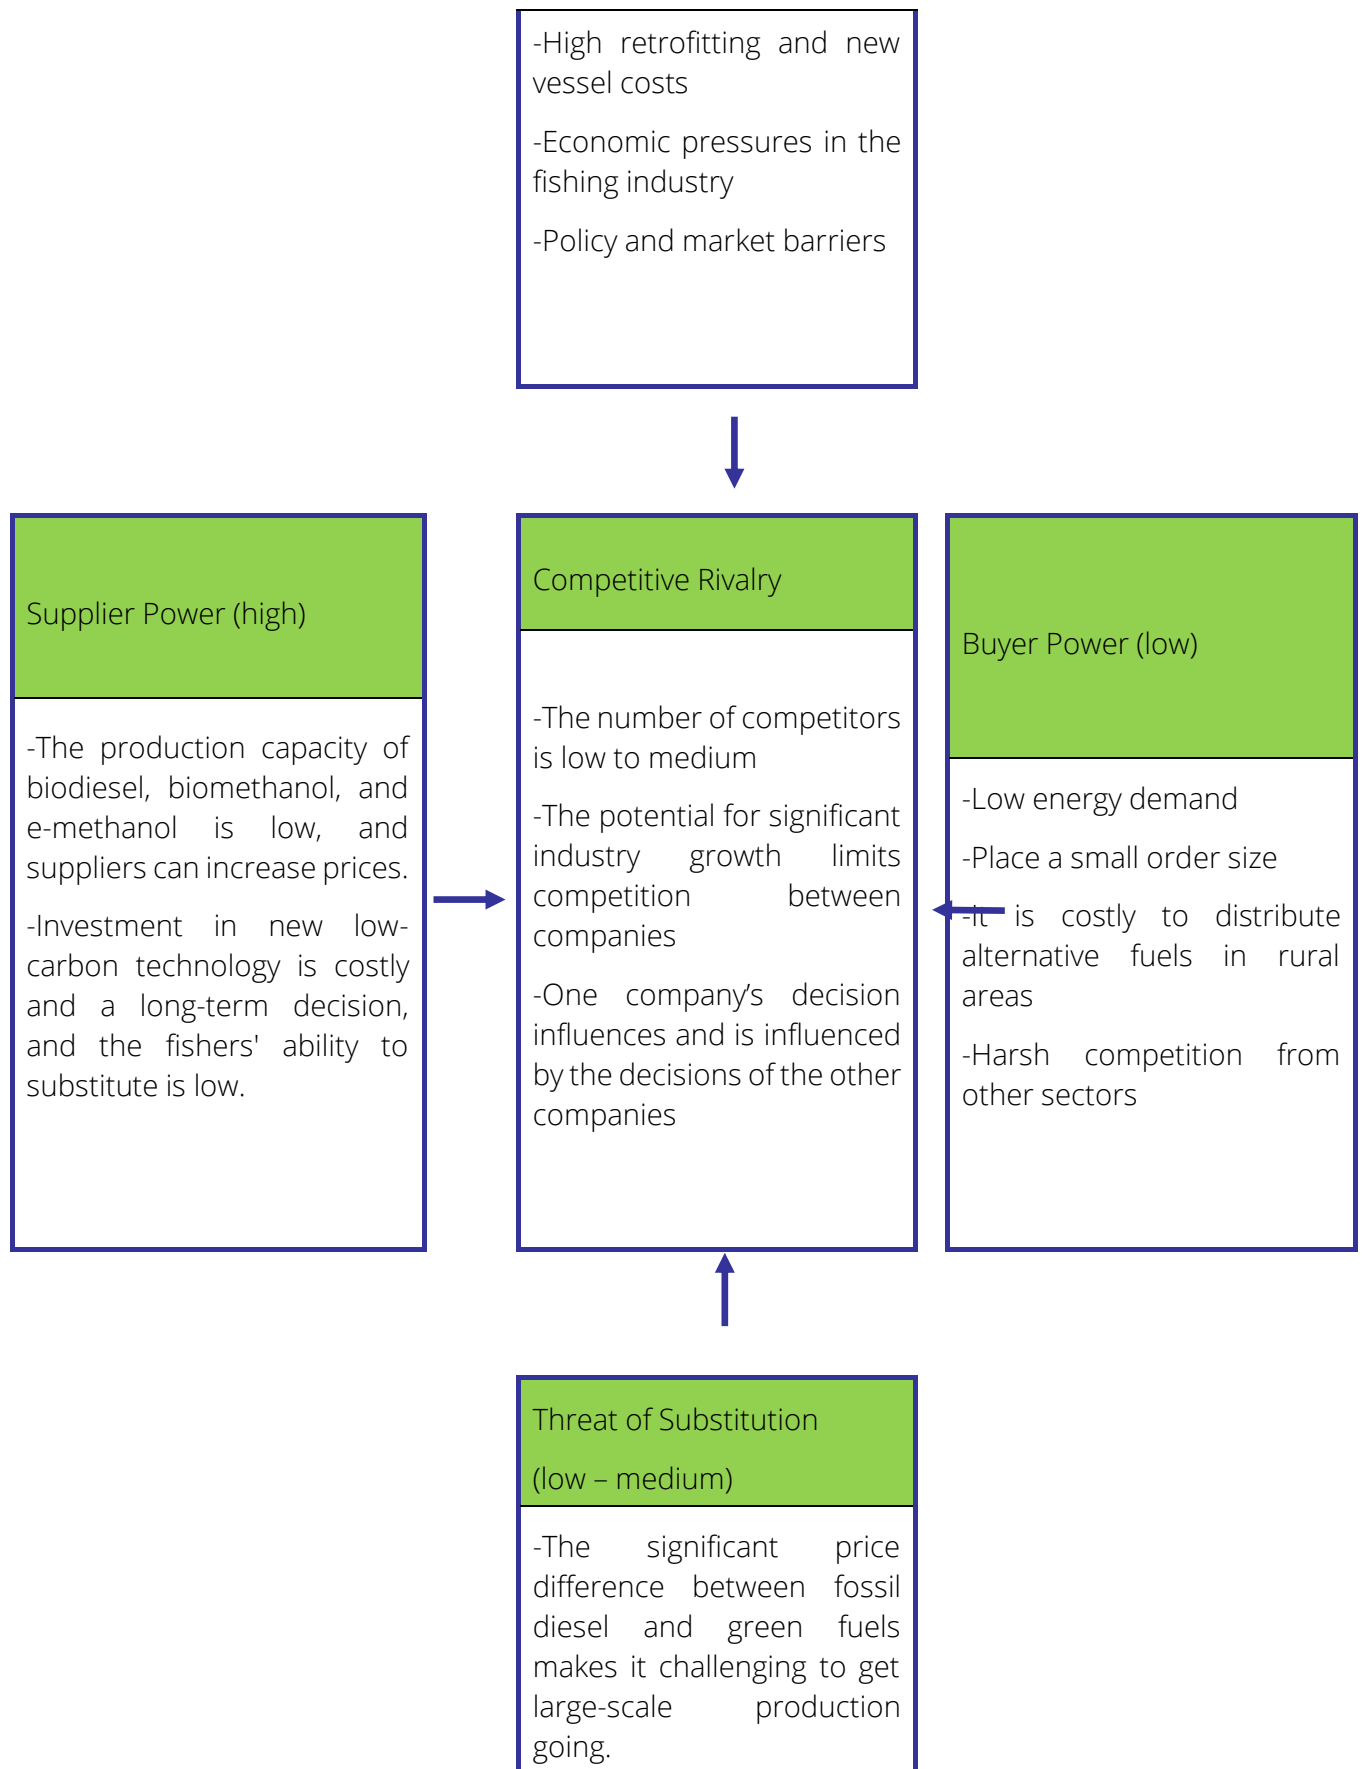 -High retrofitting and new
vessel costs
-Economic pressures in the
fishing industry
-Policy and market barriers
Supplier Power (high)
-The production capacity of
biodiesel, biomethanol, and
e-methanol is low, and
suppliers can increase prices.
-Investment in new low-
carbon technology is costly
and a long-term decision,
and the fishers' ability to
substitute is low.
Competitive Rivalry
-The number of competitors
is low to medium
-The potential for significant
industry growth limits
competition between
companies
-One company’s decision
influences and is influenced
by the decisions of the other
companies
Buyer Power (low)
-Low energy demand
-Place a small order size
-It is costly to distribute
alternative fuels in rural
areas
-Harsh competition from
other sectors
Threat of Substitution
(low – medium)
-The significant price
difference between fossil
diesel and green fuels
makes it challenging to get
large-scale production
going.